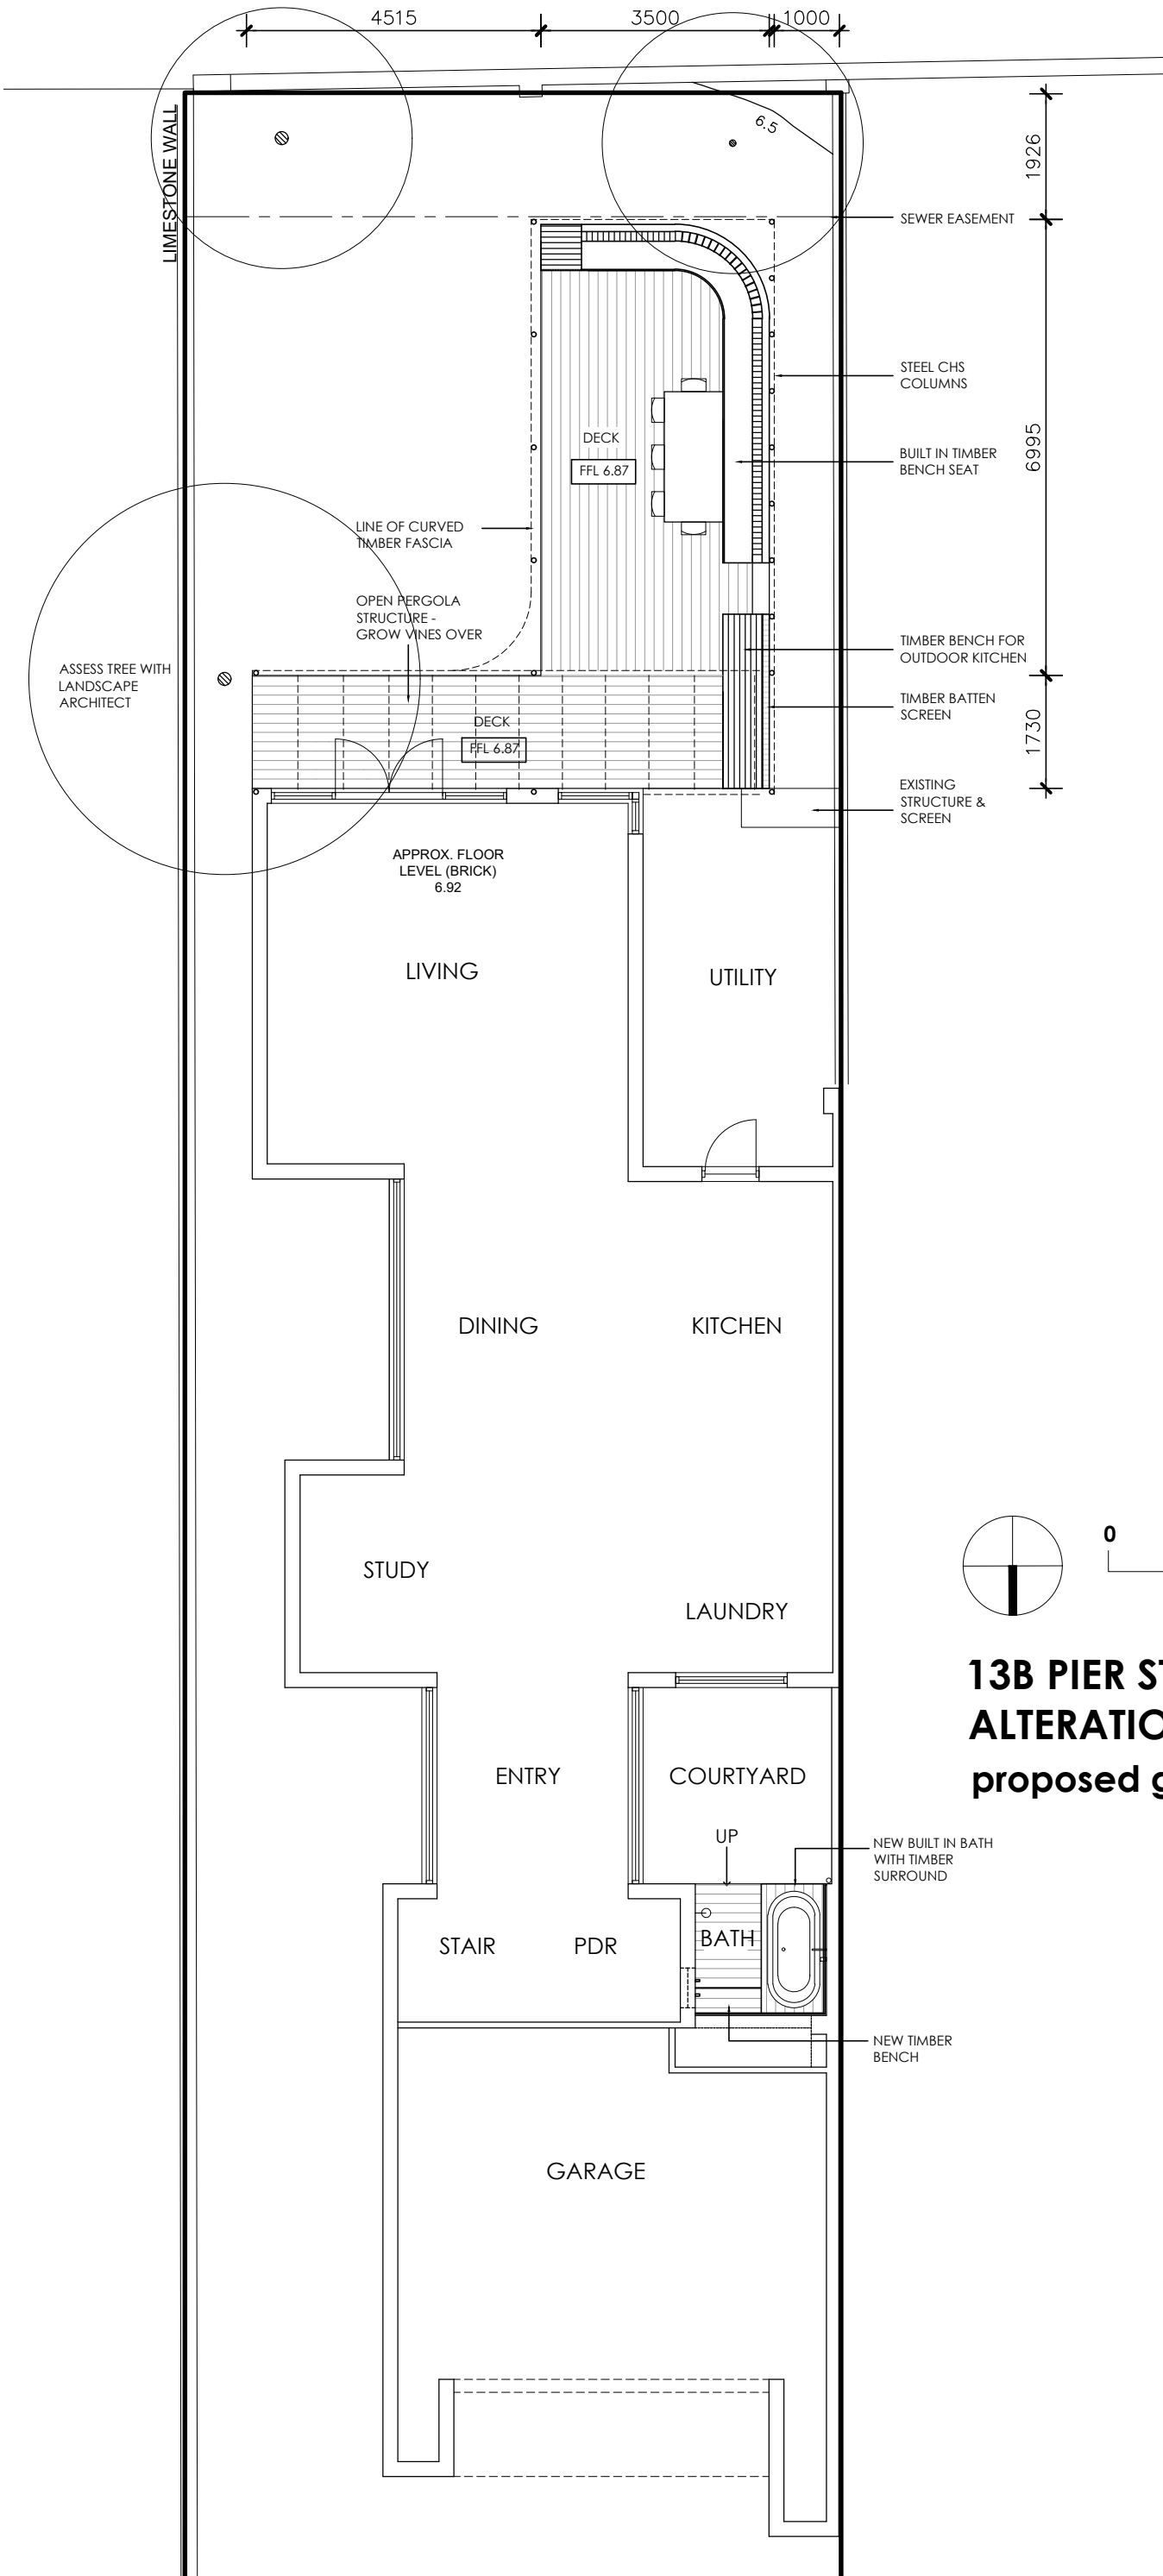 4515
3500
1000
LIMESTONE WALL
6.5
1926
SEWER EASEMENT
STEEL CHS
COLUMNS
6995
DECK
FFL 6.87
BUILT IN TIMBER
BENCH SEAT
LINE OF CURVED
TIMBER FASCIA
OPEN PERGOLA
STRUCTURE -
GROW VINES OVER
TIMBER BENCH FOR
OUTDOOR KITCHEN
ASSESS TREE WITH
LANDSCAPE
ARCHITECT
TIMBER BATTEN
SCREEN
1730
DECK
FFL 6.87
EXISTING
STRUCTURE &
SCREEN
APPROX. FLOOR
LEVEL (BRICK)
6.92
LIVING
UTILITY
DINING
KITCHEN
0
STUDY
LAUNDRY
13B PIER ST
ALTERATIO
proposed g
ENTRY
COURTYARD
UP
NEW BUILT IN BATH
WITH TIMBER
SURROUND
STAIR
PDR
BATH
NEW TIMBER
BENCH
GARAGE